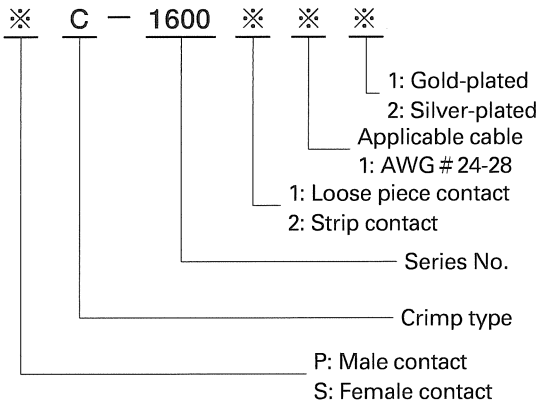 ※ C － 1600 ※ ※ ※
1: Gold-plated
2: Silver-plated
Applicable cable
1: AWG # 24-28
1: Loose piece contact
2: Strip contact
Series No.
Crimp type
P: Male contact
S: Female contact